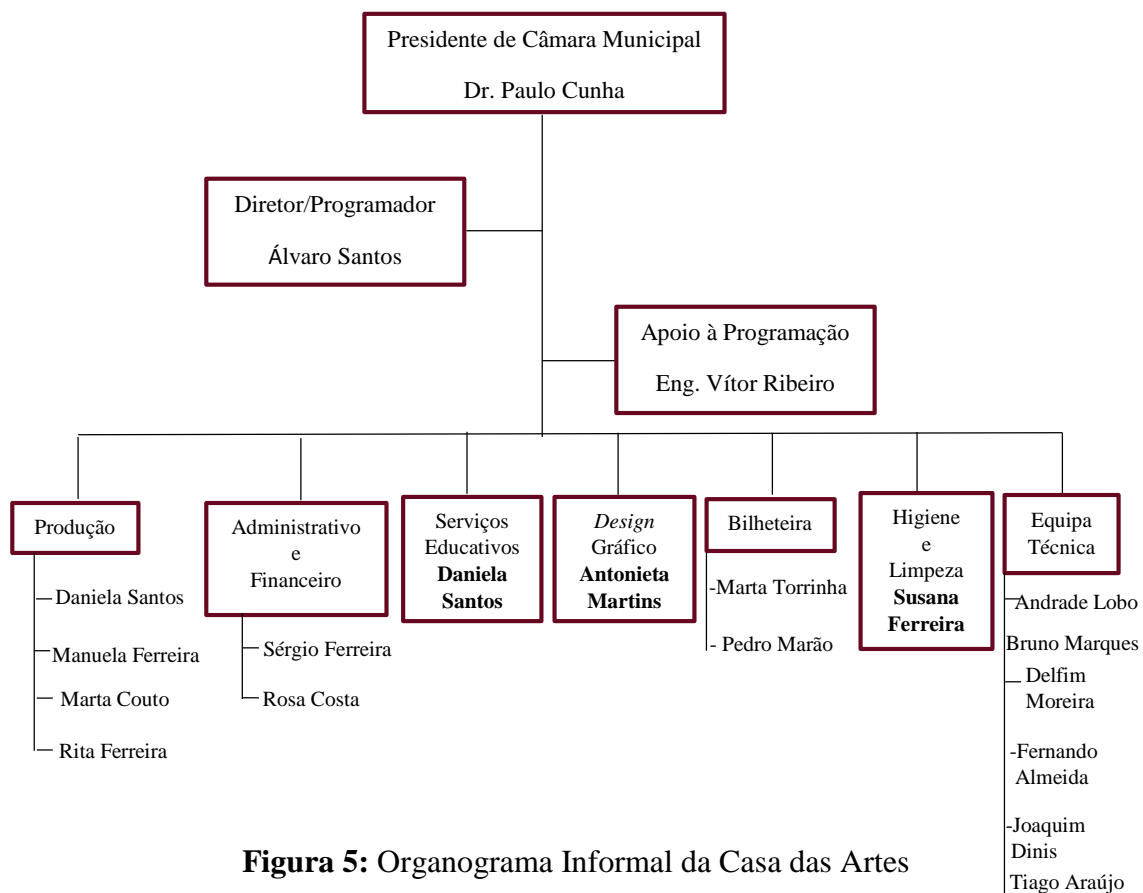 Presidente de Câmara Municipal
Dr. Paulo Cunha
Diretor/Programador
Álvaro Santos
Apoio à Programação
Eng. Vítor Ribeiro
Produção
Daniela Santos
Manuela Ferreira
Marta Couto
Rita Ferreira
Administrativo
e
Financeiro
Sérgio Ferreira
Rosa Costa
Serviços
Educativos
Daniela
Santos
Design
Gráfico
Antonieta
Martins
Bilheteira
-Marta Torrinha
- Pedro Marão
Higiene
e
Limpeza
Susana
Ferreira
Equipa
Técnica
Andrade Lobo
Bruno Marques
Delfim
Moreira
-Fernando
Almeida
-Joaquim
Dinis
Tiago Araújo
Figura 5: Organograma Informal da Casa das Artes